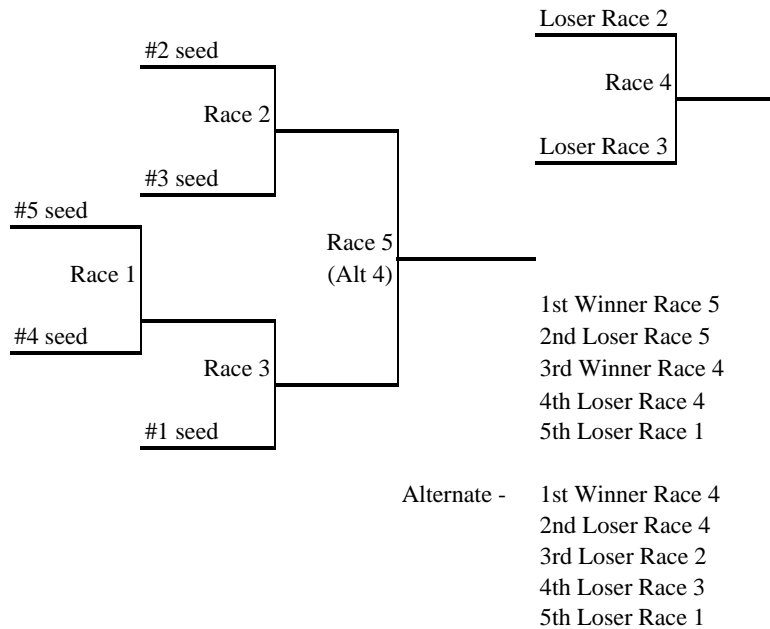 Loser Race 2
#2 seed
Race 4
Race 2
Loser Race 3
#3 seed
#5 seed
Race 5
(Alt 4)
Race 1
#4 seed
Race 3
#1 seed
1st Winner Race 5
2nd Loser Race 5
3rd Winner Race 4
4th Loser Race 4
5th Loser Race 1
Alternate - 1st Winner Race 4
2nd Loser Race 4
3rd Loser Race 2
4th Loser Race 3
5th Loser Race 1